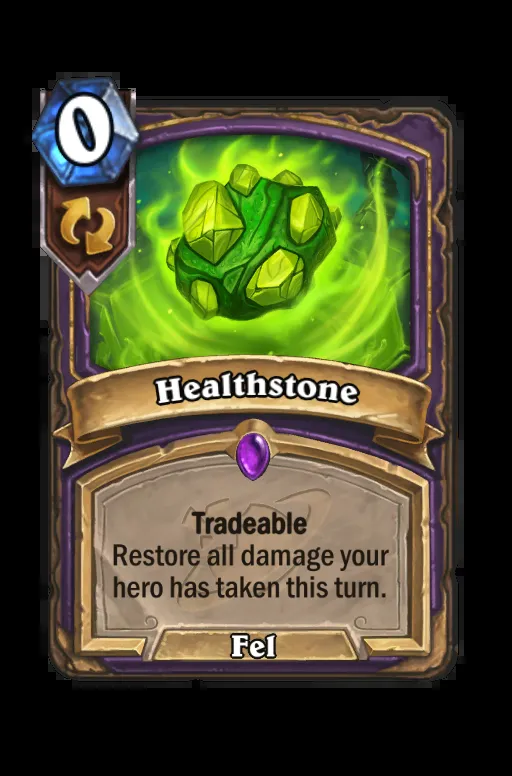 0
Healthstone
Tradeable
Restore all damage your
hero has taken this turn.
Fel